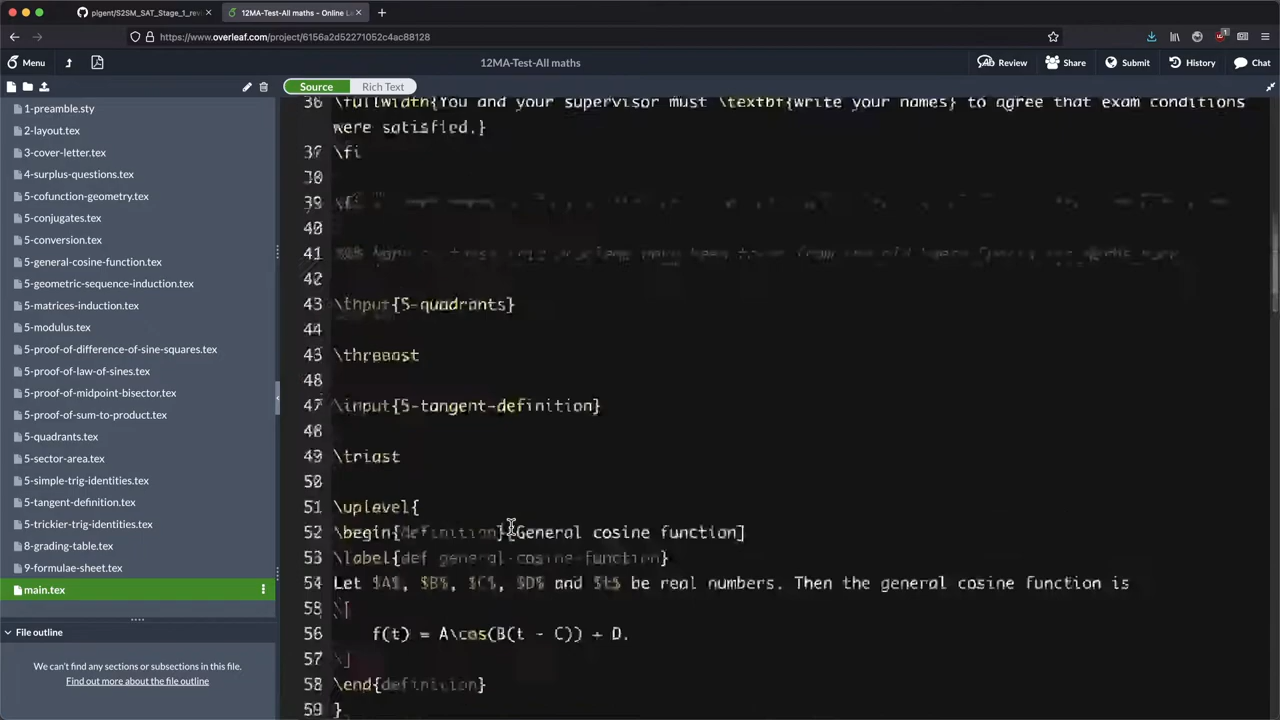 plgent/S2SM_SAT_Stage_1_rev
12MA-Test-All maths - Online L
https://www.overleaf.com/project/6156a2d52271052c4ac88128
Menu
12MA-Test-All maths
Review
Share
Submit
History
Chat
Source
Rich Text
1-preamble.sty
2-layout.tex
3-cover-letter.tex
4-surplus-questions.tex
5-cofunction-geometry.tex
5-conjugates.tex
5-conversion.tex
5-general-cosine-function.tex
5-geometric-sequence-induction.tex
5-matrices-induction.tex
5-modulus.tex
5-proof-of-difference-of-sine-squares.tex
5-proof-of-law-of-sines.tex
5-proof-of-midpoint-bisector.tex
5-proof-of-sum-to-product.tex
5-quadrants.tex
5-sector-area.tex
5-simple-trig-identities.tex
5-tangent-definition.tex
5-trickier-trig-identities.tex
8-grading-table.tex
9-formulae-sheet.tex
main.tex
File outline
We can't find any sections or subsections in this file.
Find out more about the file outline
\fullwidth{You and your supervisor must \textbf{write your names} to agree that exam conditions
were satisfied.}
\fi
39
40
41
42
43 {5-quadrants}
44
47 \input{5-tangent-definition}
49
50
51 \uplevel{
52 \begin{definition}[General cosine function]
53 \label{def general-cosine-function}
54 Let $A$, $B$, $C$, $D$ and $t$ be real numbers. Then the general cosine function is
55 \[
56 f(t) = A\cos(B(t - C)) + D.
57 \]
58 \end{definition}
59 }